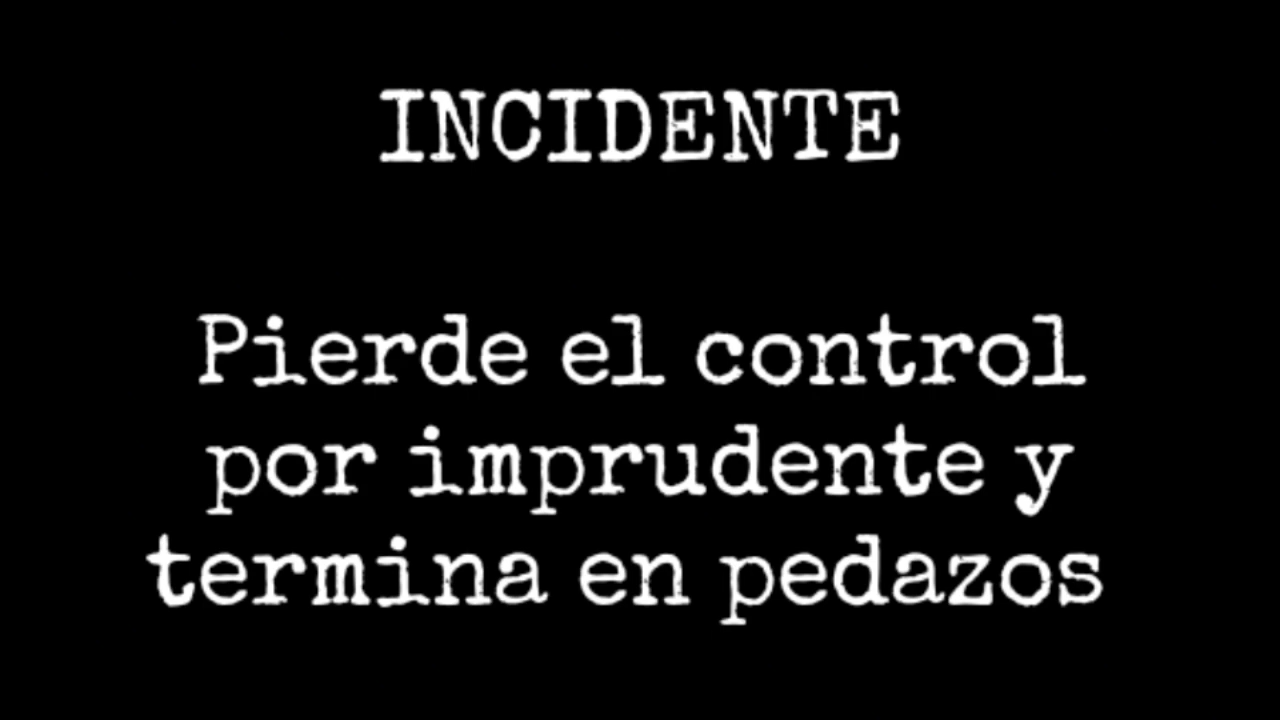 INCIDENTE
Pierde el control
por imprudente y
termina en pedazos